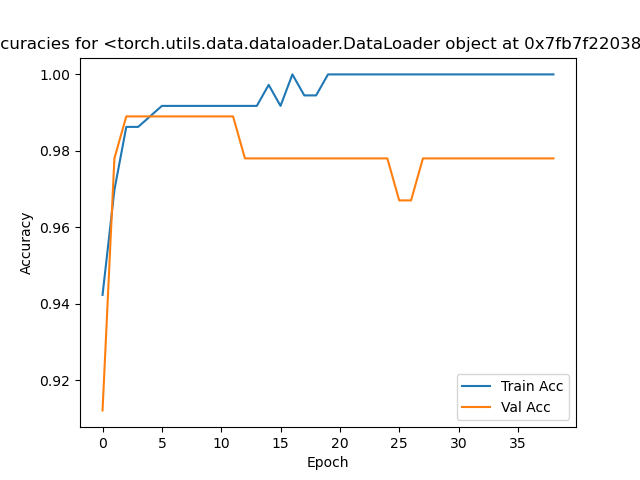 curacies for <torch.utils.data.dataloader.DataLoader object at 0x7fb7f22038
1.00
0.98
0.96
0.94
0.92
Accuracy
0 5 10 15 20 25 30 35
Epoch
Train Acc
Val Acc